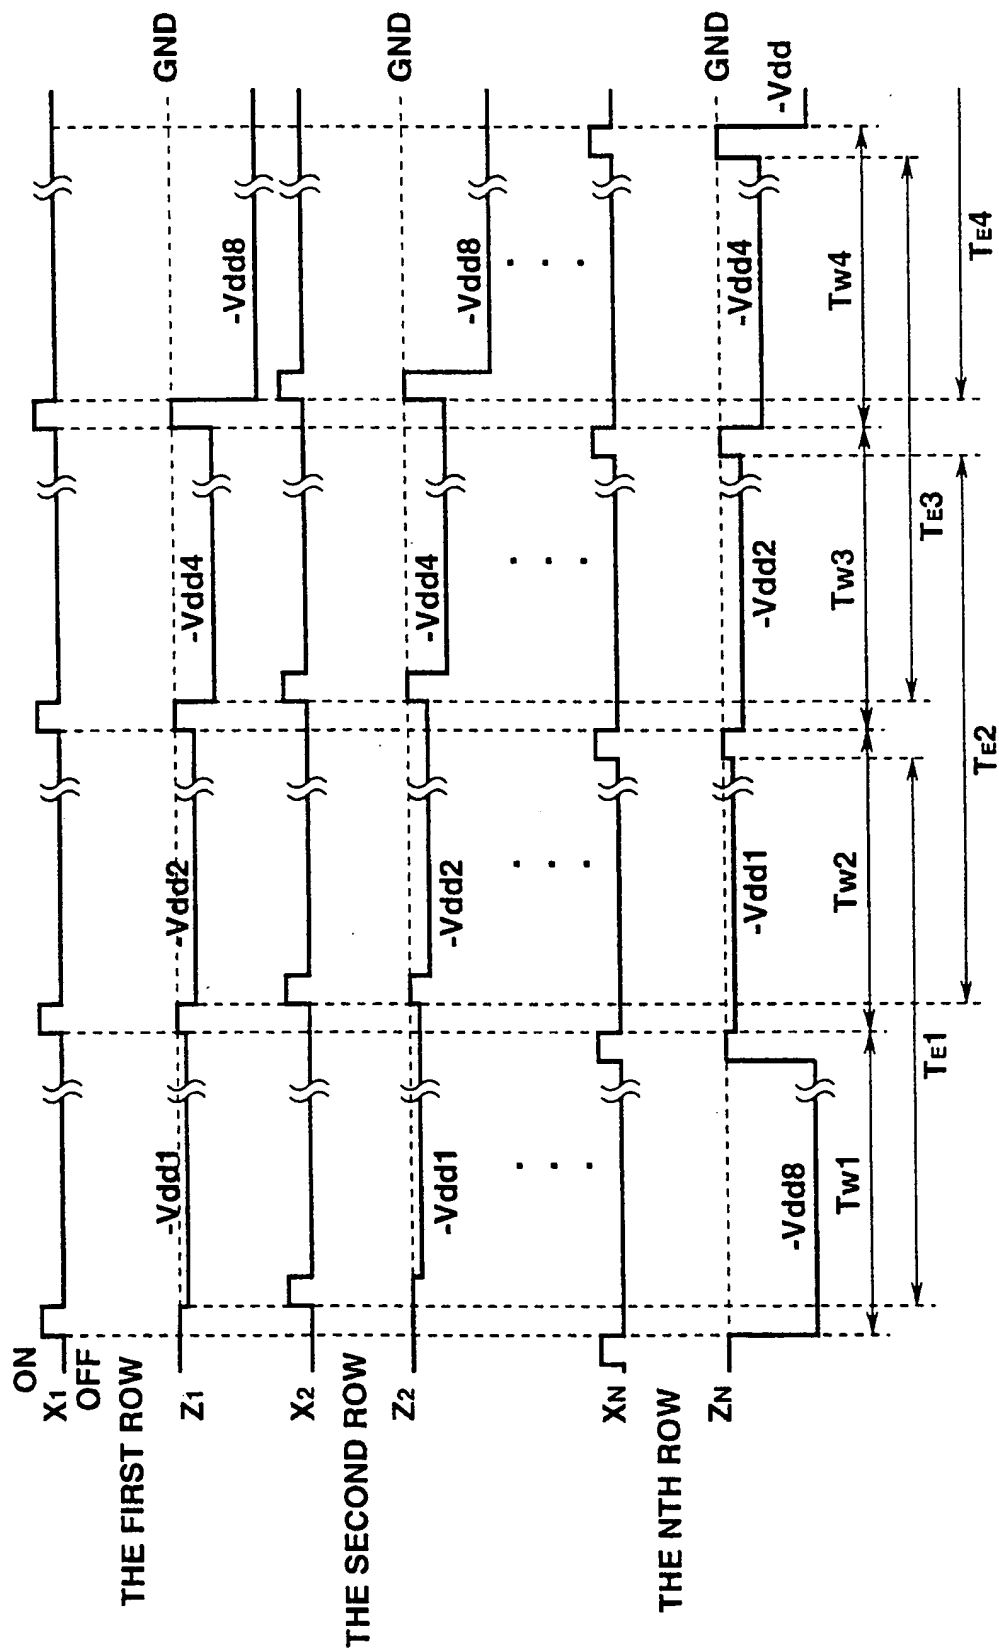 ON
X1
OFF
THE FIRST ROW
GND
Z1
-Vdd1
-Vdd2
-Vdd4
-Vdd8
X2
THE SECOND ROW
GND
Z2
-Vdd1
-Vdd2
-Vdd4
-Vdd8
XN
THE NTH ROW
GND
ZN
-Vdd8
-Vdd1
-Vdd2
-Vdd4
-Vdd
Tw1
Tw2
Tw3
Tw4
TE1
TE3
TE2
TE4